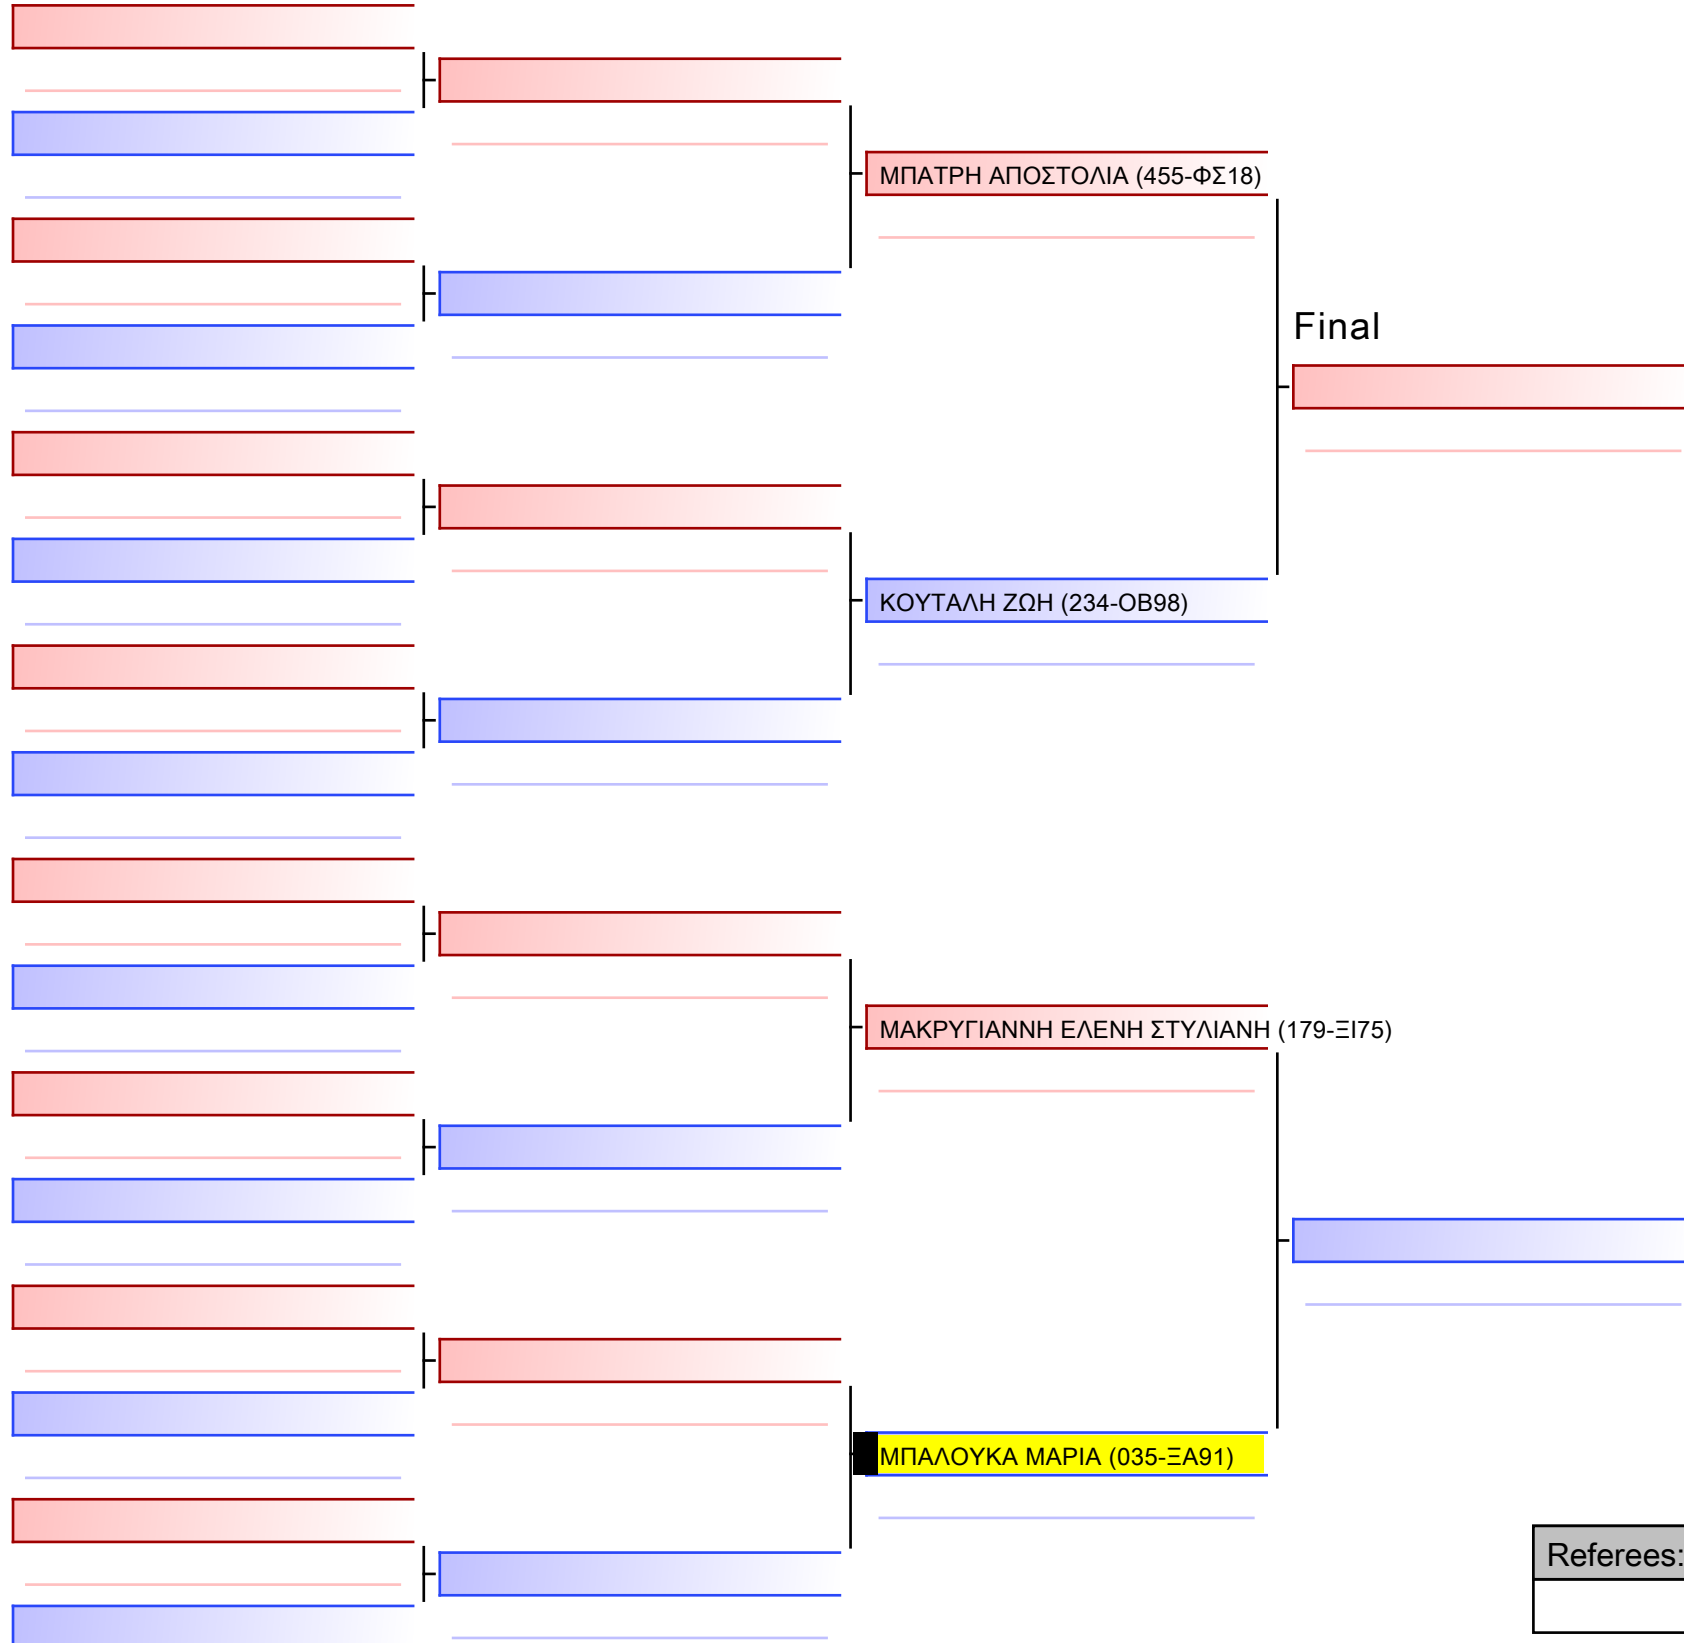 ΜΠΑΤΡΗ ΑΠΟΣΤΟΛΙΑ (455-ΦΣ18)
Final
ΚΟΥΤΑΛΗ ΖΩΗ (234-ΟΒ98)
ΜΑΚΡΥΓΙΑΝΝΗ ΕΛΕΝΗ ΣΤΥΛΙΑΝΗ (179-ΞΙ75)
ΜΠΑΛΟΥΚΑ ΜΑΡΙΑ (035-ΞΑ91)
Referees: